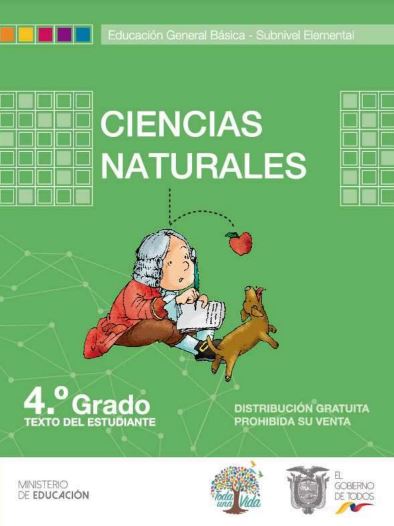 Educación General Básica - Subnivel Elemental
CIENCIAS
NATURALES
4.º Grado
TEXTO DEL ESTUDIANTE
DISTRIBUCIÓN GRATUITA
PROHIBIDA SU VENTA
MINISTERIO
DE EDUCACIÓN
Toda
una Vida
EL
GOBIERNO
DE TODOS